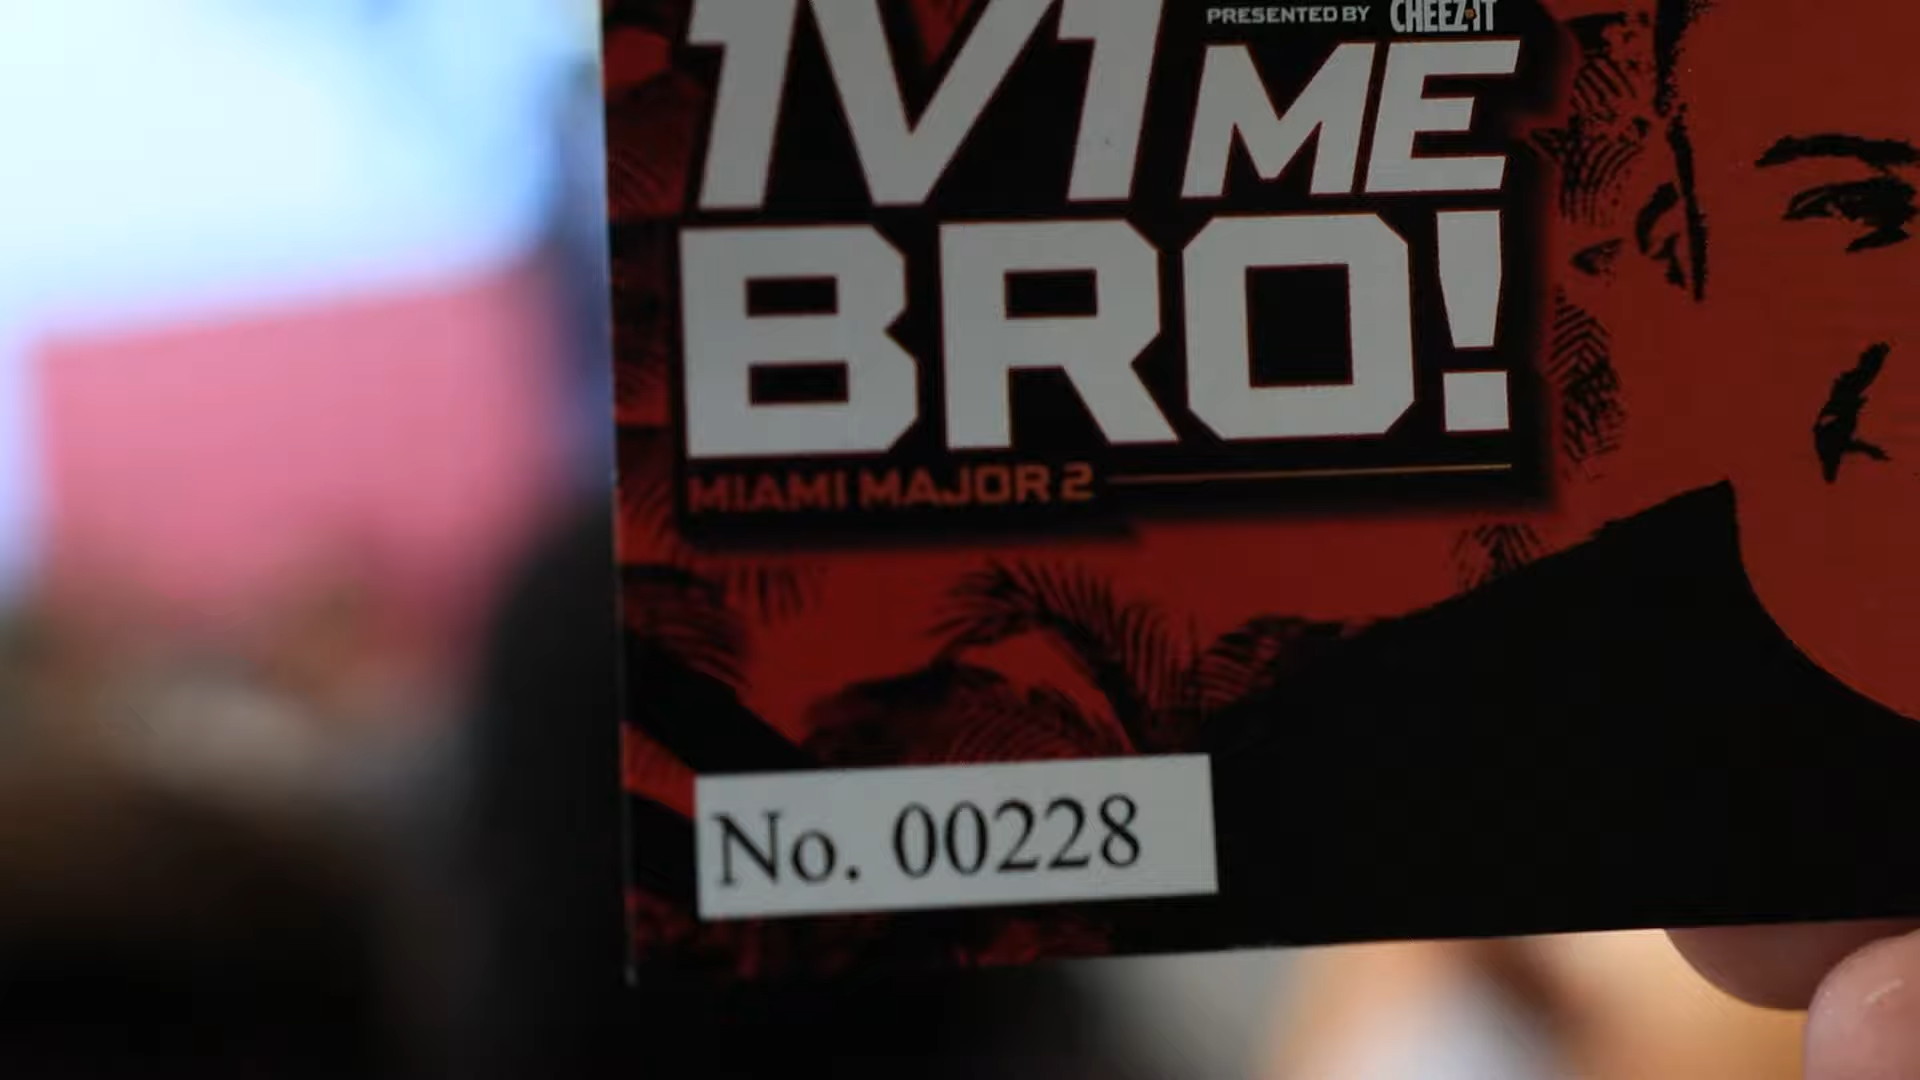 PRESENTED BY CHEEZ-IT
1V1 ME
BRO!
MIAMI MAJOR 2
No. 00228